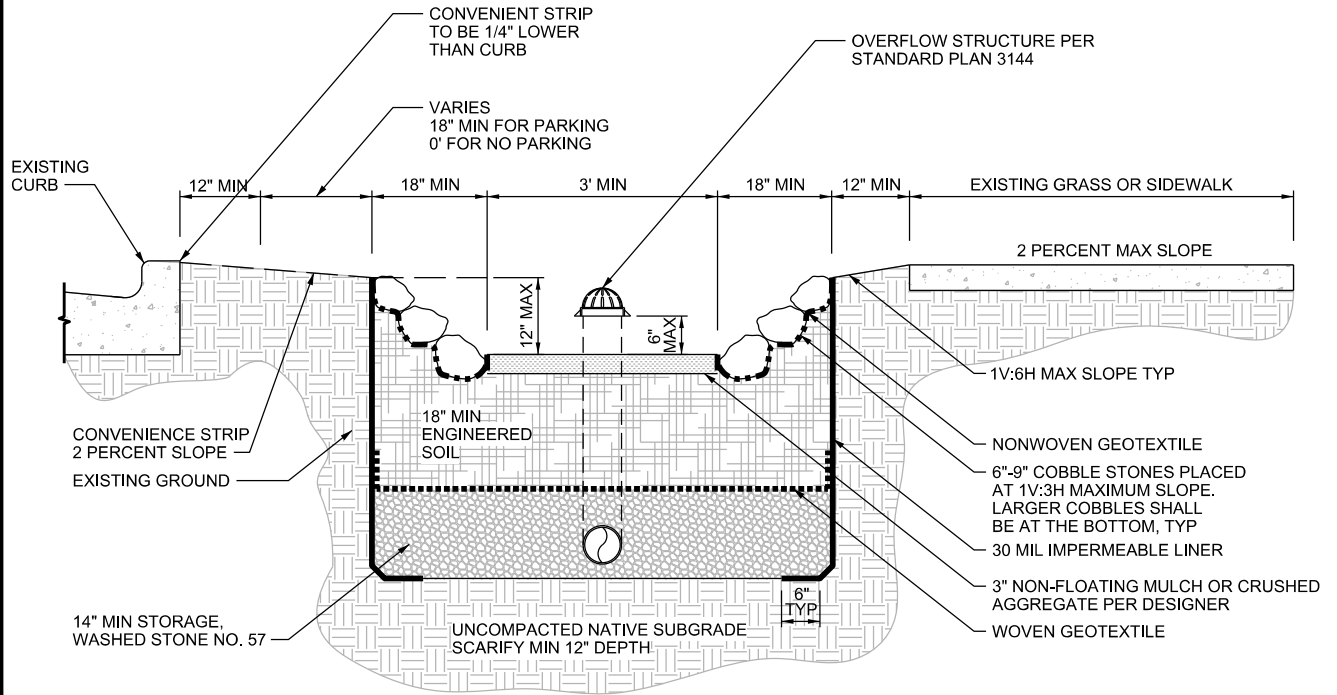 CONVENIENT STRIP
TO BE 1/4" LOWER
THAN CURB
OVERFLOW STRUCTURE PER
STANDARD PLAN 3144
VARIES
18" MIN FOR PARKING
0' FOR NO PARKING
EXISTING
CURB
12" MIN
18" MIN
3' MIN
18" MIN
12" MIN
EXISTING GRASS OR SIDEWALK
2 PERCENT MAX SLOPE
12" MAX
6"
MAX
1V:6H MAX SLOPE TYP
CONVENIENCE STRIP
2 PERCENT SLOPE
EXISTING GROUND
18" MIN
ENGINEERED
SOIL
NONWOVEN GEOTEXTILE
6"-9" COBBLE STONES PLACED
AT 1V:3H MAXIMUM SLOPE.
LARGER COBBLES SHALL
BE AT THE BOTTOM, TYP
30 MIL IMPERMEABLE LINER
3" NON-FLOATING MULCH OR CRUSHED
AGGREGATE PER DESIGNER
WOVEN GEOTEXTILE
6"
TYP
14" MIN STORAGE,
WASHED STONE NO. 57
UNCOMPACTED NATIVE SUBGRADE
SCARIFY MIN 12" DEPTH